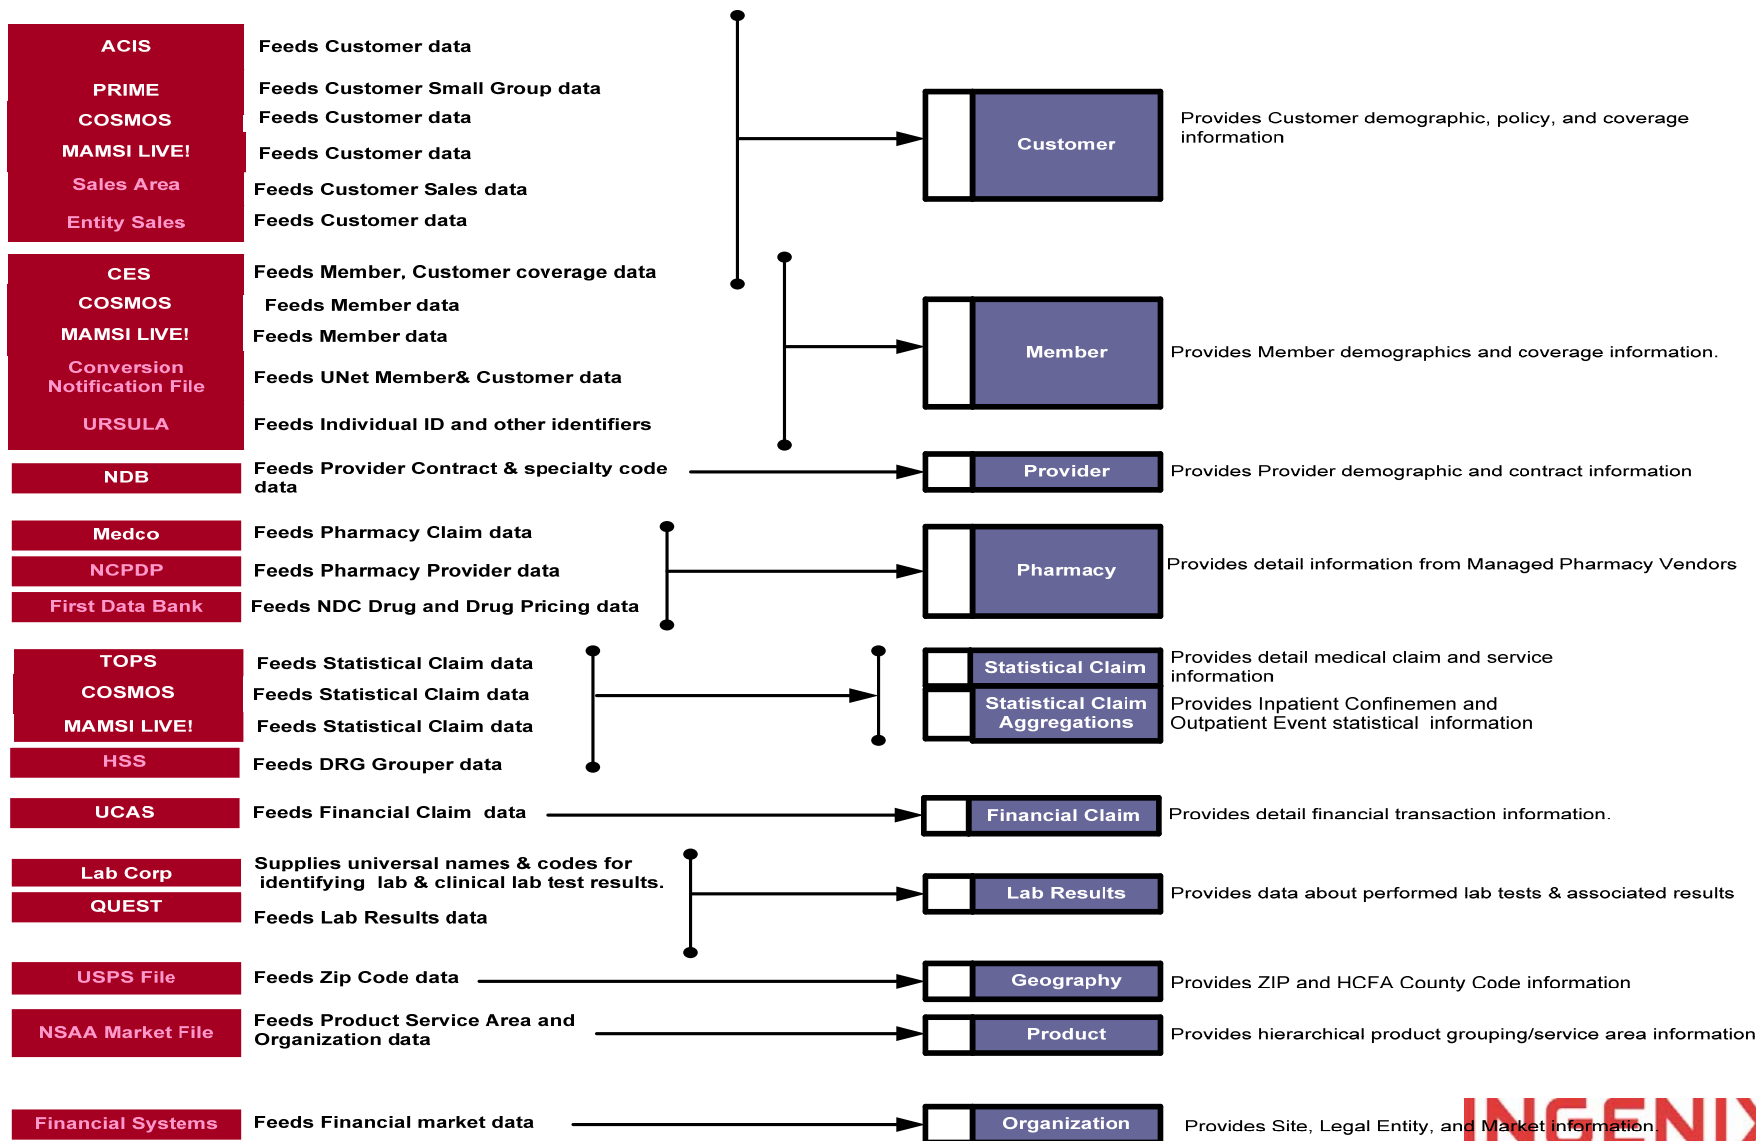 ACIS
Feeds Customer data
PRIME
Feeds Customer Small Group data
COSMOS
Feeds Customer data
MAMSI LIVE!
Feeds Customer data
Sales Area
Feeds Customer Sales data
Entity Sales
Feeds Customer data
Customer
Provides Customer demographic, policy, and coverage
information
CES
Feeds Member, Customer coverage data
COSMOS
Feeds Member data
MAMSI LIVE!
Feeds Member data
Conversion
Notification File
Feeds UNet Member& Customer data
URSULA
Feeds Individual ID and other identifiers
Member
Provides Member demographics and coverage information.
NDB
Feeds Provider Contract & specialty code
data
Provider
Provides Provider demographic and contract information
Medco
Feeds Pharmacy Claim data
NCPDP
Feeds Pharmacy Provider data
First Data Bank
Feeds NDC Drug and Drug Pricing data
Pharmacy
Provides detail information from Managed Pharmacy Vendors
TOPS
Feeds Statistical Claim data
COSMOS
Feeds Statistical Claim data
MAMSI LIVE!
Feeds Statistical Claim data
HSS
Feeds DRG Grouper data
Statistical Claim
Provides detail medical claim and service
information
Statistical Claim
Aggregations
Provides Inpatient Confinemen and
Outpatient Event statistical information
UCAS
Feeds Financial Claim data
Financial Claim
Provides detail financial transaction information.
Lab Corp
Supplies universal names & codes for
identifying lab & clinical lab test results.
QUEST
Feeds Lab Results data
Lab Results
Provides data about performed lab tests & associated results
USPS File
Feeds Zip Code data
Geography
Provides ZIP and HCFA County Code information
NSAA Market File
Feeds Product Service Area and
Organization data
Product
Provides hierarchical product grouping/service area information
Financial Systems
Feeds Financial market data
Organization
Provides Site, Legal Entity, and Market information.
INGENIX